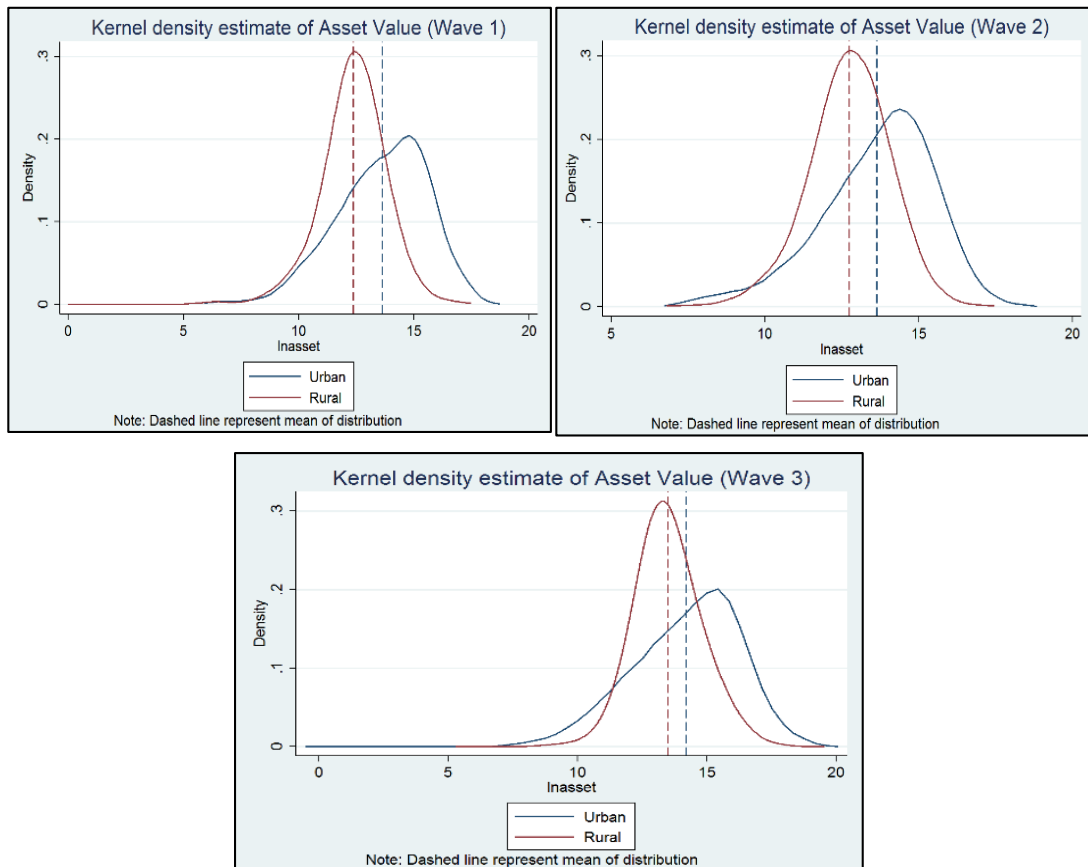 Kernel density estimate of Asset Value (Wave 1)
.3
.2
.1
0
Density
0 5 10 15 20
lnasset
Urban
Rural
Note: Dashed line represent mean of distribution
Kernel density estimate of Asset Value (Wave 2)
.3
.2
.1
0
Density
5 10 15 20
lnasset
Urban
Rural
Note: Dashed line represent mean of distribution
Kernel density estimate of Asset Value (Wave 3)
.3
.2
.1
0
Density
0 5 10 15 20
lnasset
Urban
Rural
Note: Dashed line represent mean of distribution